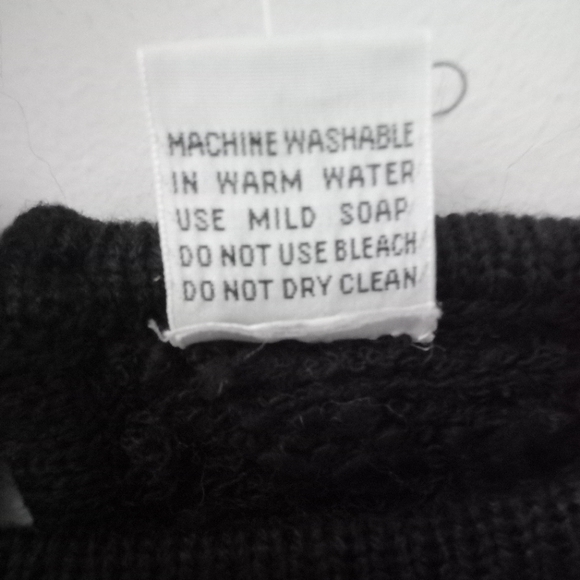 MACHINE WASHABLE
IN WARM WATER
USE MILD SOAP
DO NOT USE BLEACH
DO NOT DRY CLEAN